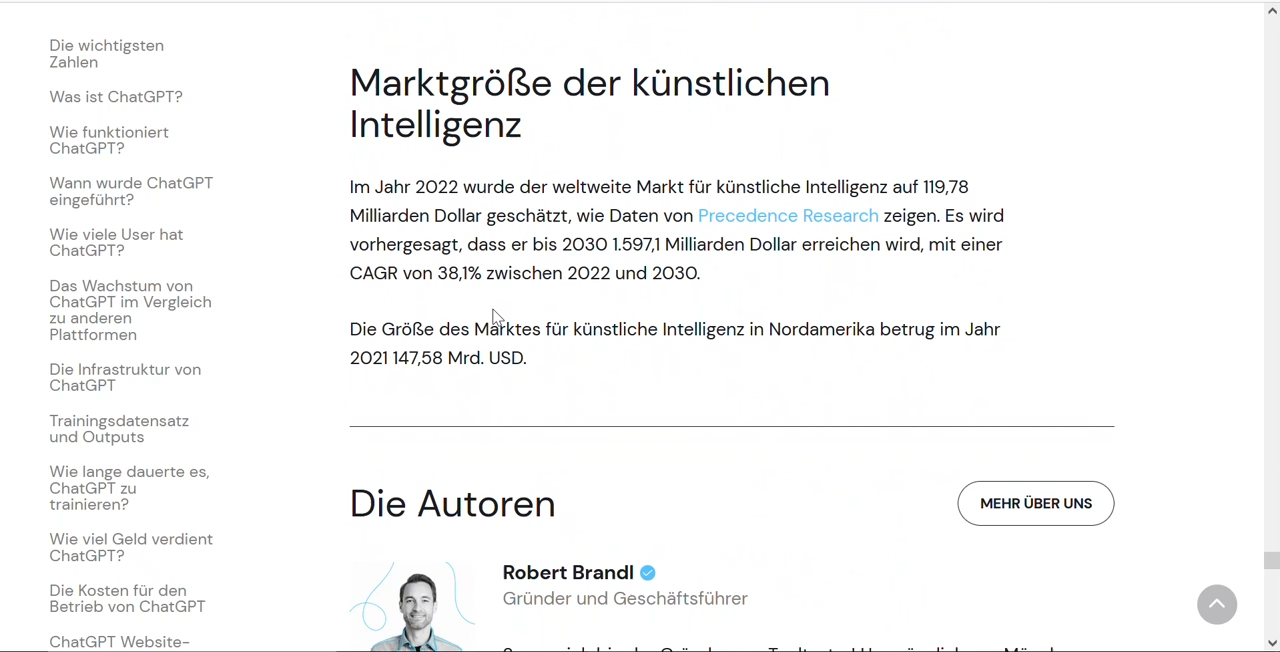 Die wichtigsten
Zahlen
Was ist ChatGPT?
Wie funktioniert
ChatGPT?
Wann wurde ChatGPT
eingeführt?
Wie viele User hat
ChatGPT?
Das Wachstum von
ChatGPT im Vergleich
zu anderen
Plattformen
Die Infrastruktur von
ChatGPT
Trainingsdatensatz
und Outputs
Wie lange dauerte es,
ChatGPT zu
trainieren?
Wie viel Geld verdient
ChatGPT?
Die Kosten für den
Betrieb von ChatGPT
ChatGPT Website-
Marktgröße der künstlichen
Intelligenz
Im Jahr 2022 wurde der weltweite Markt für künstliche Intelligenz auf 119,78
Milliarden Dollar geschätzt, wie Daten von Precedence Research zeigen. Es wird
vorhergesagt, dass er bis 2030 1.597,1 Milliarden Dollar erreichen wird, mit einer
CAGR von 38,1% zwischen 2022 und 2030.
Die Größe des Marktes für künstliche Intelligenz in Nordamerika betrug im Jahr
2021 147,58 Mrd. USD.
Die Autoren
MEHR ÜBER UNS
Robert Brandl
Gründer und Geschäftsführer